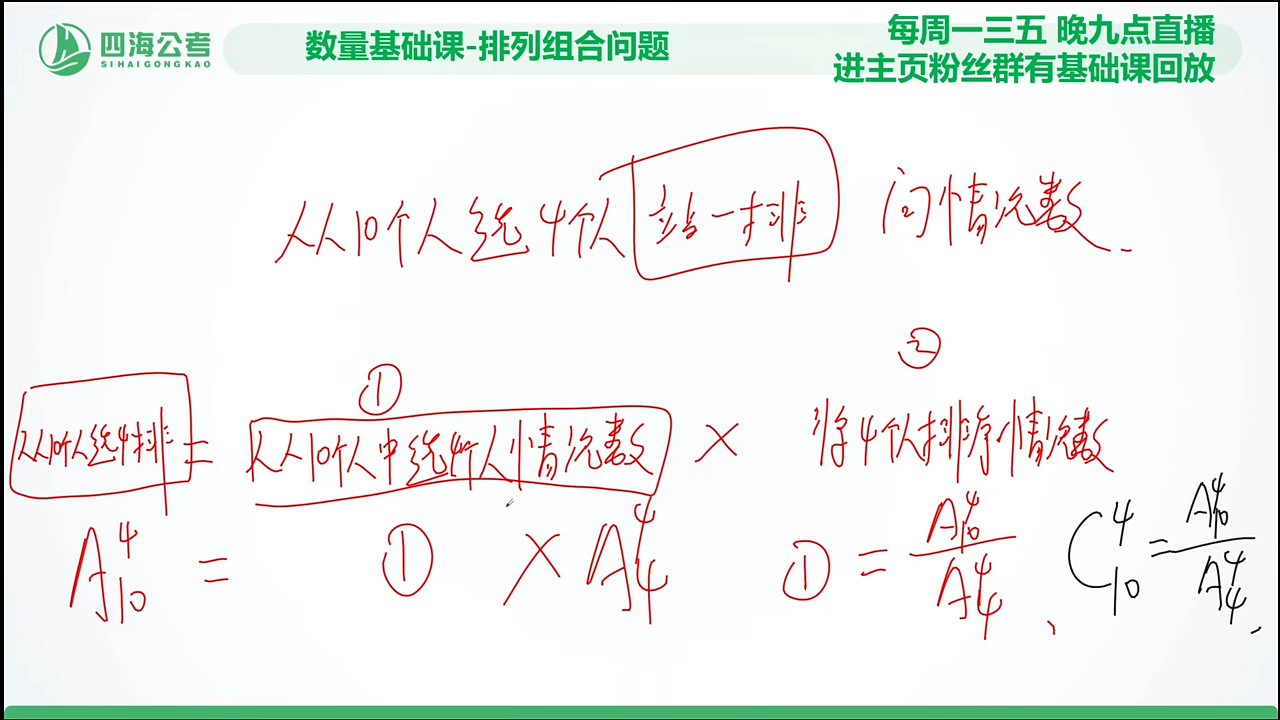 四海公考
SIHAIGONGKAO
数量基础课-排列组合问题
每周一三五 晚九点直播
进主页粉丝群有基础课回放
从10个人选4个人站一排 问情况数.
① ②
从10个人选4排 = 从10个人中选4个人情况数 × 将4个人排序情况数
A₁₀⁴ = ① × A₄⁴ ① = A₁₀⁴/A₄⁴、 C₁₀⁴ = A₁₀⁴/A₄⁴,